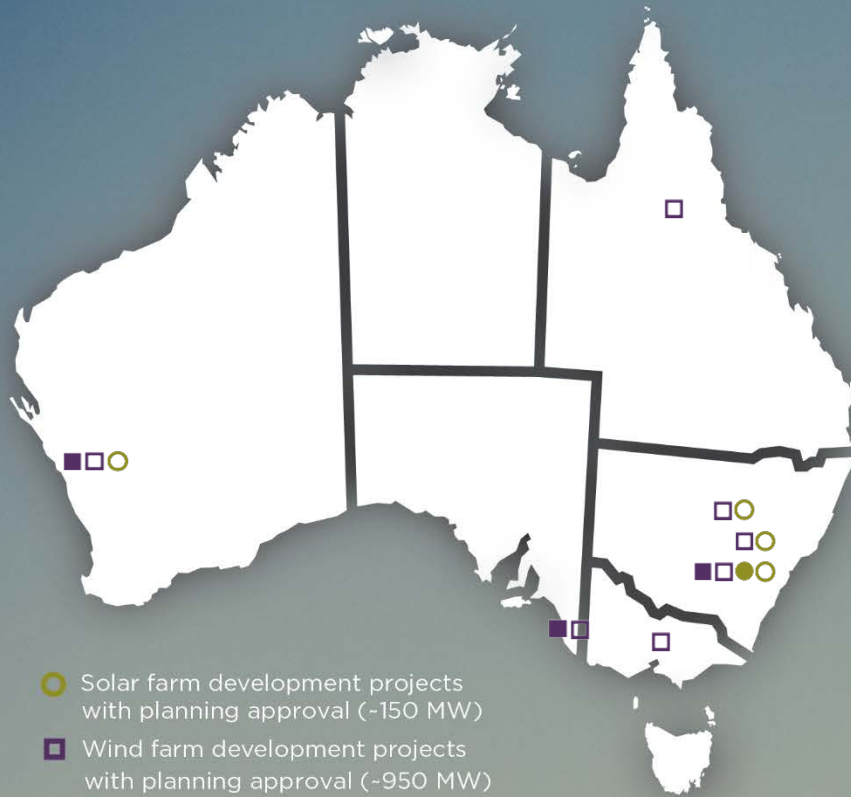 Solar farm development projects
with planning approval (~150 MW)
Wind farm development projects
with planning approval (~950 MW)